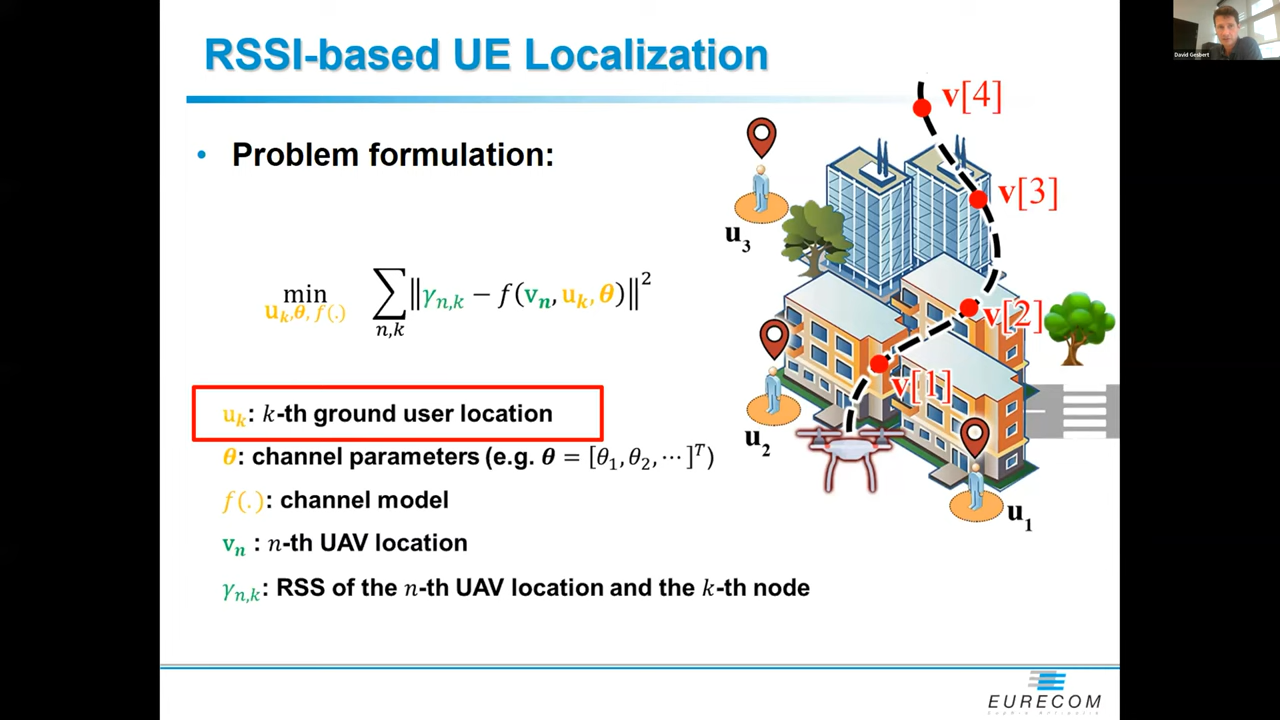 RSSI-based UE Localization
David Gesbert
• Problem formulation:
min Σ ‖γn,k − f(vn, uk, θ)‖²
uk,θ, f(.) n,k
uk: k-th ground user location
θ: channel parameters (e.g. θ = [θ1, θ2, ⋯ ]ᵀ)
f(.): channel model
vn : n-th UAV location
γn,k: RSS of the n-th UAV location and the k-th node
v[4]
v[3]
u3
v[2]
v[1]
u2
u1
EURECOM